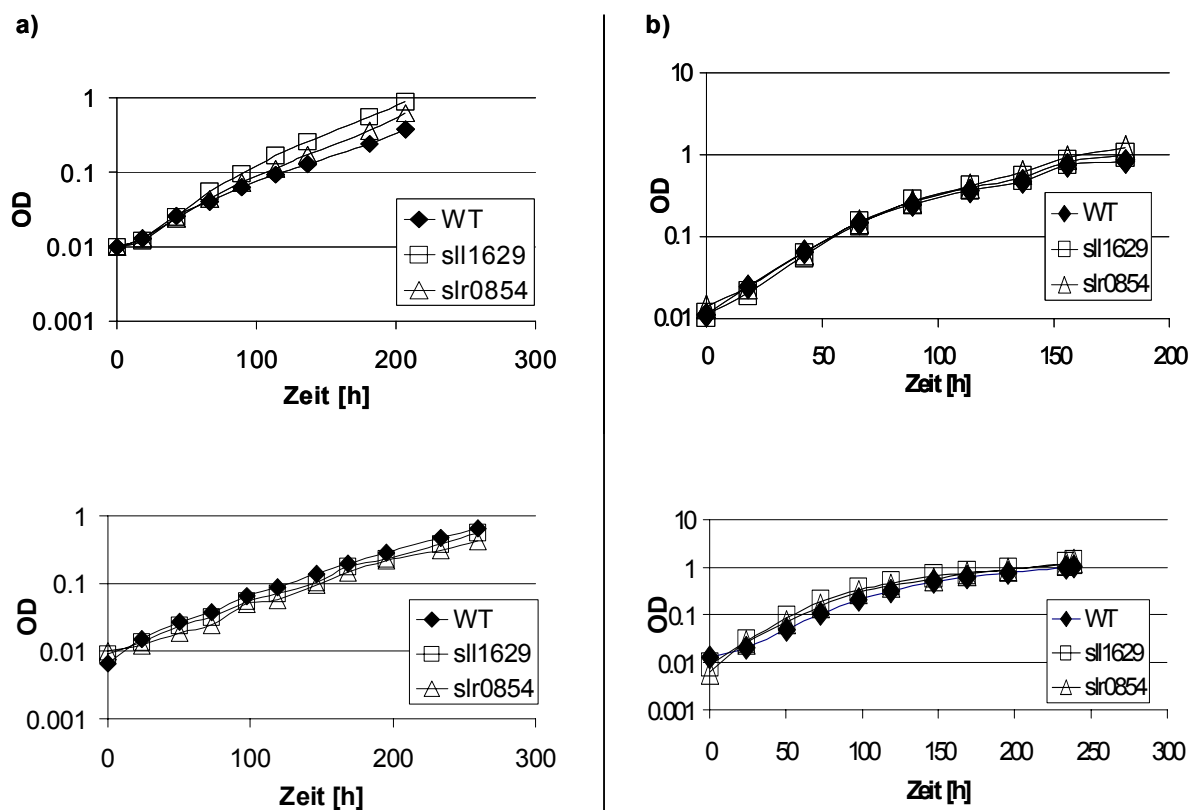 a)
1
0.1
0.01
0.001
OD
0 100 200 300
Zeit [h]
WT
sll1629
slr0854
1
0.1
0.01
0.001
OD
0 100 200 300
Zeit [h]
WT
sll1629
slr0854
b)
10
1
0.1
0.01
OD
0 50 100 150 200
Zeit [h]
WT
sll1629
slr0854
10
1
0.1
0.01
0.001
OD
0 50 100 150 200 250 300
Zeit [h]
WT
sll1629
slr0854